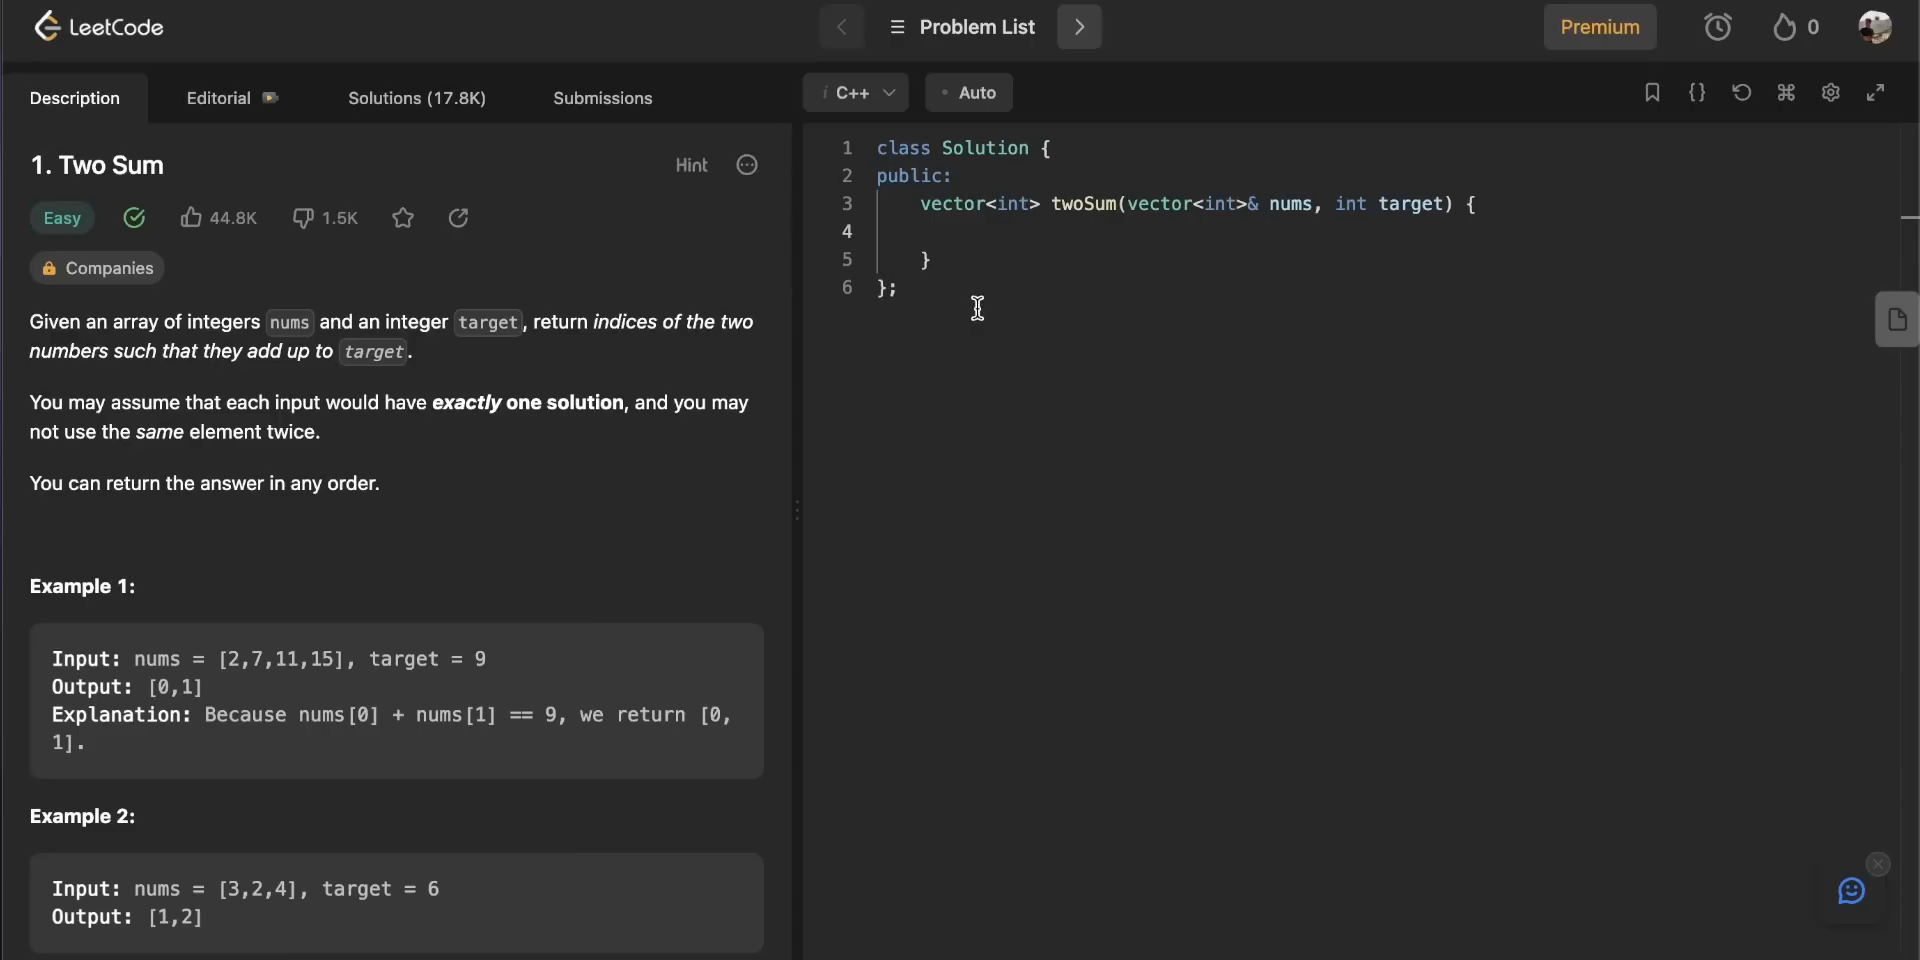 LeetCode
Problem List
Premium
0
Description
Editorial
Solutions (17.8K)
Submissions
i C++
• Auto
1. Two Sum
Hint
Easy
44.8K
1.5K
Companies
Given an array of integers nums and an integer target, return indices of the two
numbers such that they add up to target.
You may assume that each input would have exactly one solution, and you may
not use the same element twice.
You can return the answer in any order.
Example 1:
Input: nums = [2,7,11,15], target = 9
Output: [0,1]
Explanation: Because nums[0] + nums[1] == 9, we return [0,
1].
Example 2:
Input: nums = [3,2,4], target = 6
Output: [1,2]
1 class Solution {
2 public:
3 vector<int> twoSum(vector<int>& nums, int target) {
4
5 }
6 };